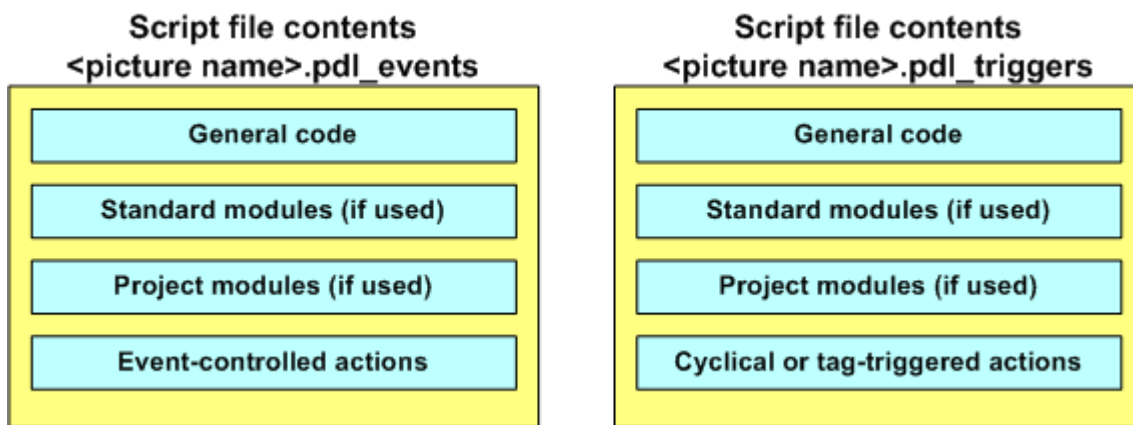 Script file contents
<picture name>.pdl_events
General code
Standard modules (if used)
Project modules (if used)
Event-controlled actions
Script file contents
<picture name>.pdl_triggers
General code
Standard modules (if used)
Project modules (if used)
Cyclical or tag-triggered actions